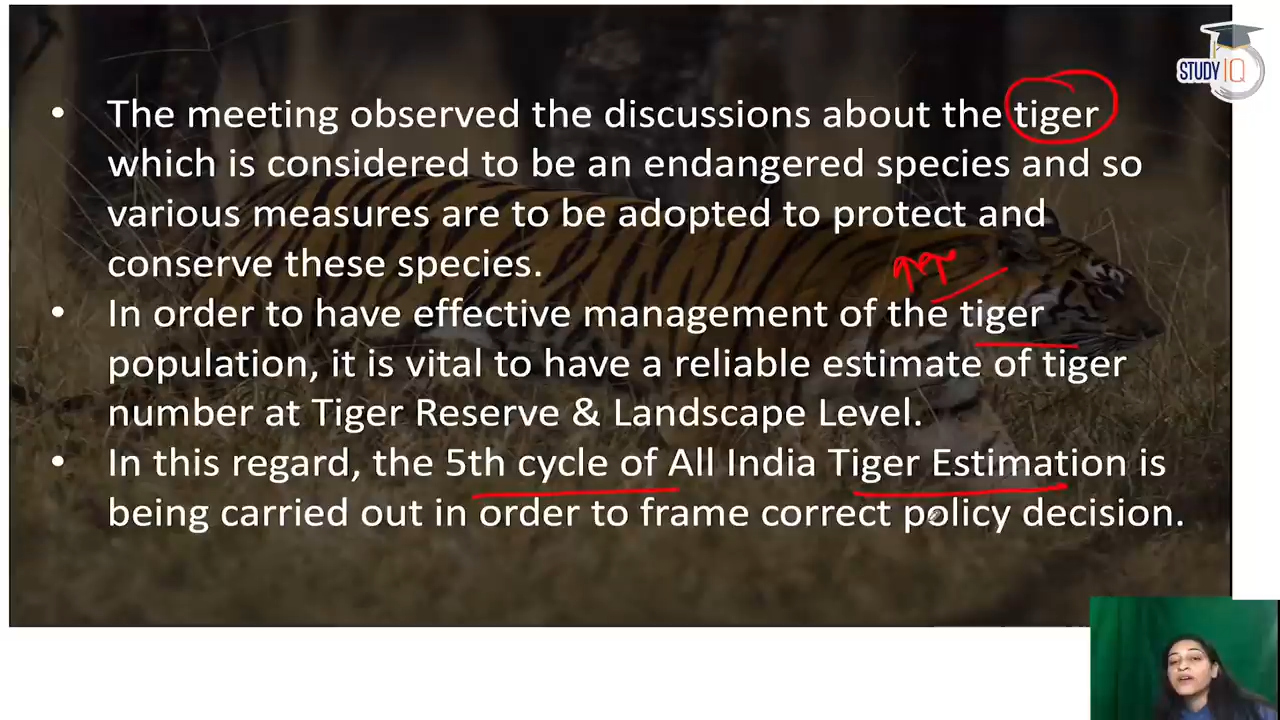 STUDY IQ
• The meeting observed the discussions about the tiger
which is considered to be an endangered species and so
various measures are to be adopted to protect and
conserve these species.
• In order to have effective management of the tiger
population, it is vital to have a reliable estimate of tiger
number at Tiger Reserve & Landscape Level.
• In this regard, the 5th cycle of All India Tiger Estimation is
being carried out in order to frame correct policy decision.